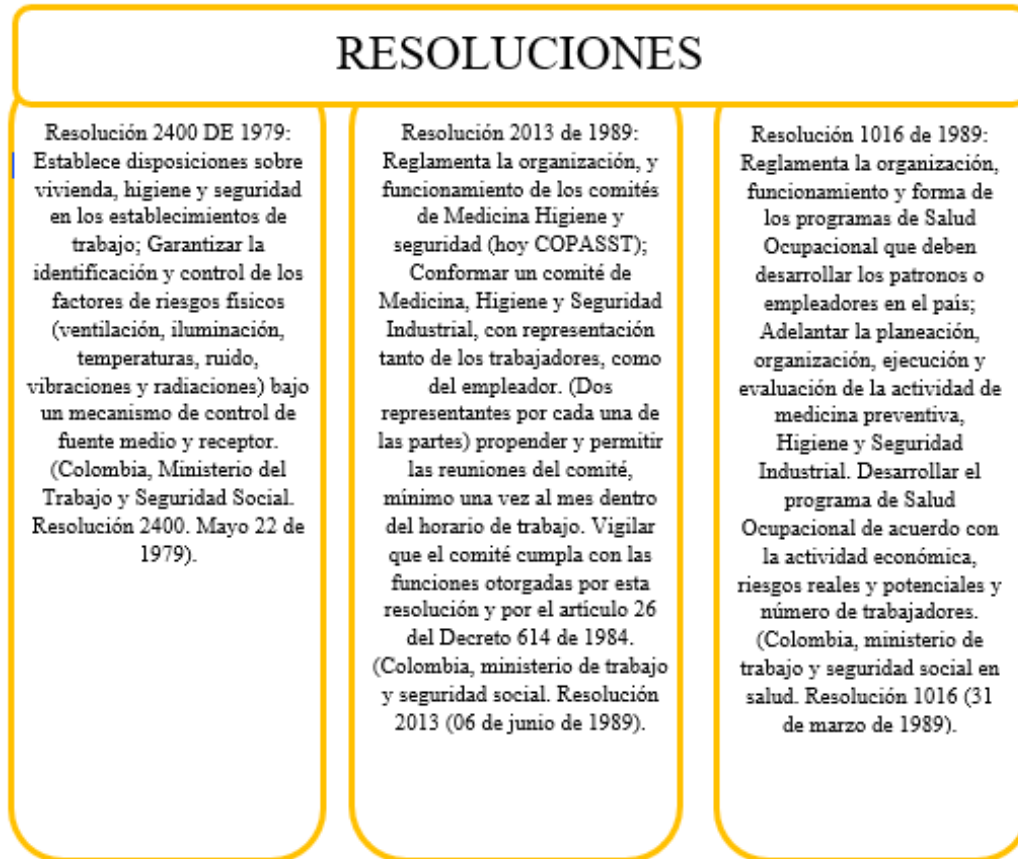 RESOLUCIONES
Resolución 2400 DE 1979:
Establece disposiciones sobre
vivienda, higiene y seguridad
en los establecimientos de
trabajo; Garantizar la
identificación y control de los
factores de riesgos físicos
(ventilación, iluminación,
temperaturas, ruido,
vibraciones y radiaciones) bajo
un mecanismo de control de
fuente medio y receptor.
(Colombia, Ministerio del
Trabajo y Seguridad Social.
Resolución 2400. Mayo 22 de
1979).
Resolución 2013 de 1989:
Reglamenta la organización, y
funcionamiento de los comités
de Medicina Higiene y
seguridad (hoy COPASST);
Conformar un comité de
Medicina, Higiene y Seguridad
Industrial, con representación
tanto de los trabajadores, como
del empleador. (Dos
representantes por cada una de
las partes) propender y permitir
las reuniones del comité,
mínimo una vez al mes dentro
del horario de trabajo. Vigilar
que el comité cumpla con las
funciones otorgadas por esta
resolución y por el artículo 26
del Decreto 614 de 1984.
(Colombia, ministerio de trabajo
y seguridad social. Resolución
2013 (06 de junio de 1989).
Resolución 1016 de 1989:
Reglamenta la organización,
funcionamiento y forma de
los programas de Salud
Ocupacional que deben
desarrollar los patronos o
empleadores en el país;
Adelantar la planeación,
organización, ejecución y
evaluación de la actividad de
medicina preventiva,
Higiene y Seguridad
Industrial. Desarrollar el
programa de Salud
Ocupacional de acuerdo con
la actividad económica,
riesgos reales y potenciales y
número de trabajadores.
(Colombia, ministerio de
trabajo y seguridad social en
salud. Resolución 1016 (31
de marzo de 1989).